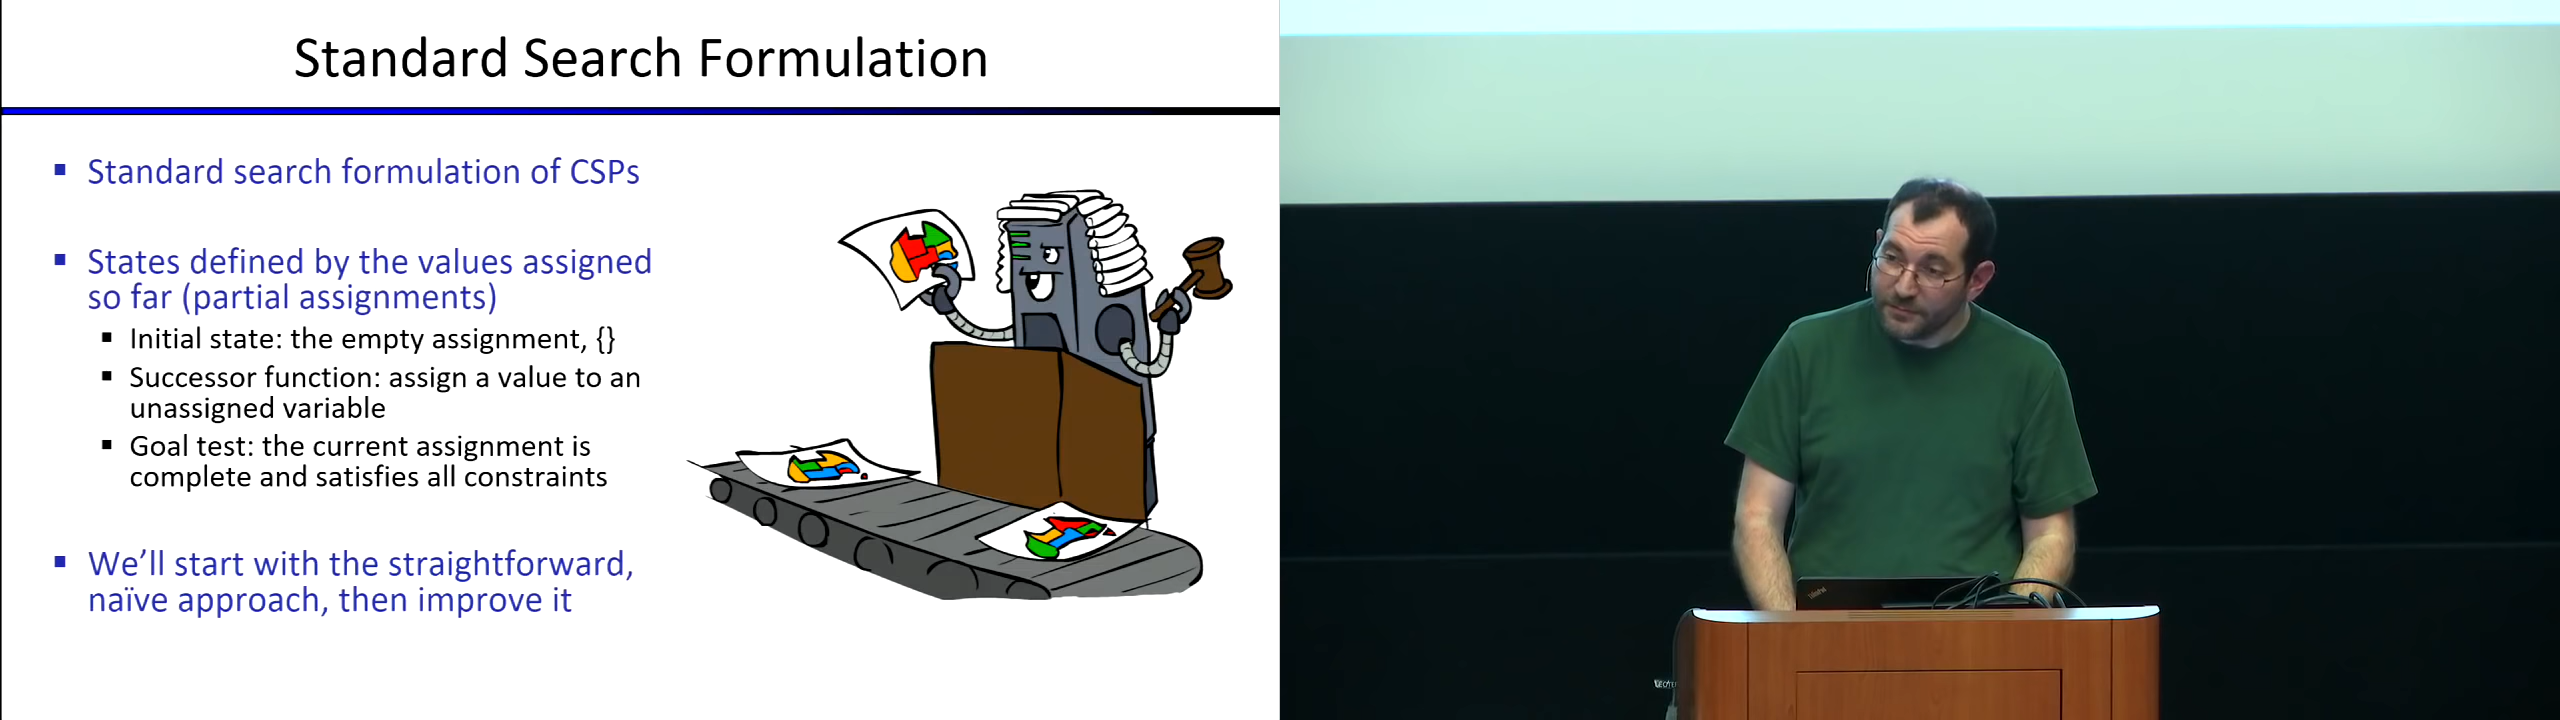 Standard Search Formulation
▪ Standard search formulation of CSPs
▪ States defined by the values assigned
so far (partial assignments)
▪ Initial state: the empty assignment, {}
▪ Successor function: assign a value to an
unassigned variable
▪ Goal test: the current assignment is
complete and satisfies all constraints
▪ We'll start with the straightforward,
naïve approach, then improve it
ThinkPad